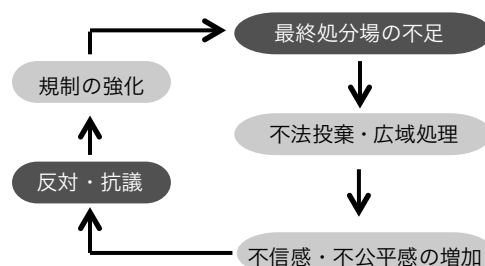 最終処分場の不足
規制の強化
不法投棄・広域処理
反対・抗議
不信感・不公平感の増加